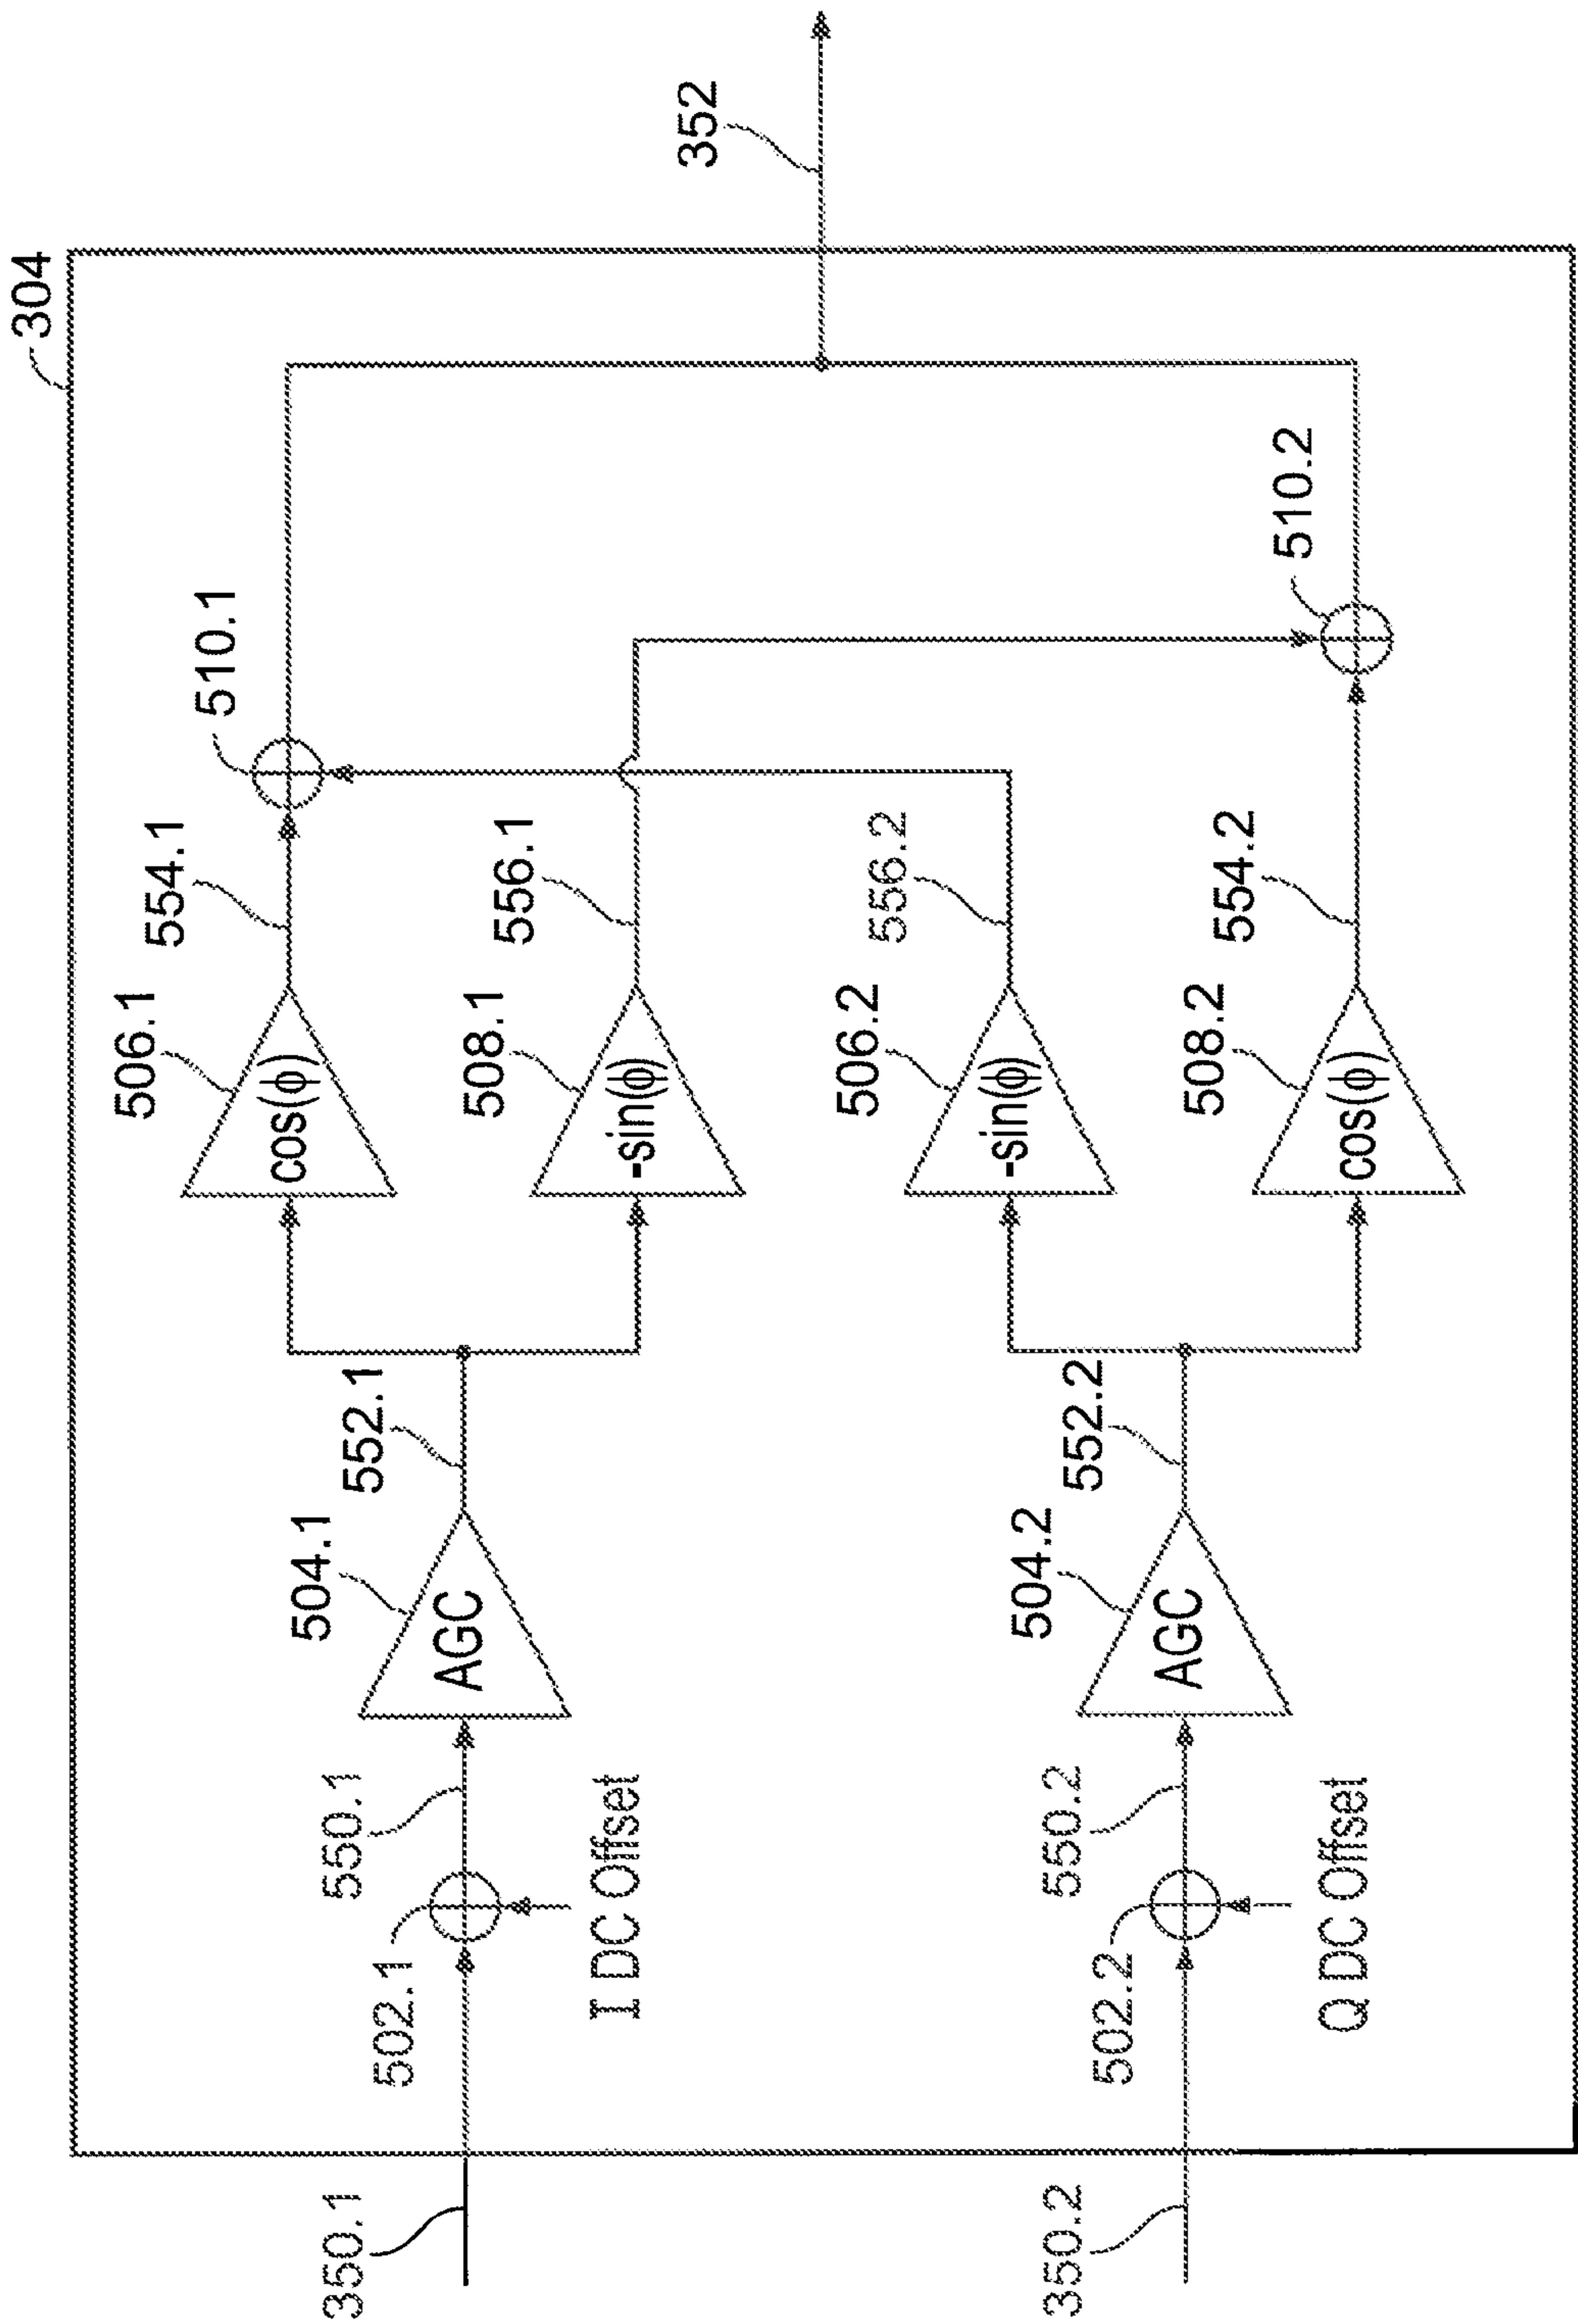 304
352
510.1
510.2
554.1
556.1
556.2
554.2
506.1
cos(ϕ)
508.1
-sin(ϕ)
506.2
-sin(ϕ)
508.2
cos(ϕ)
552.1
552.2
504.1
AGC
504.2
AGC
550.1
550.2
502.1
I DC Offset
502.2
Q DC Offset
350.1
350.2